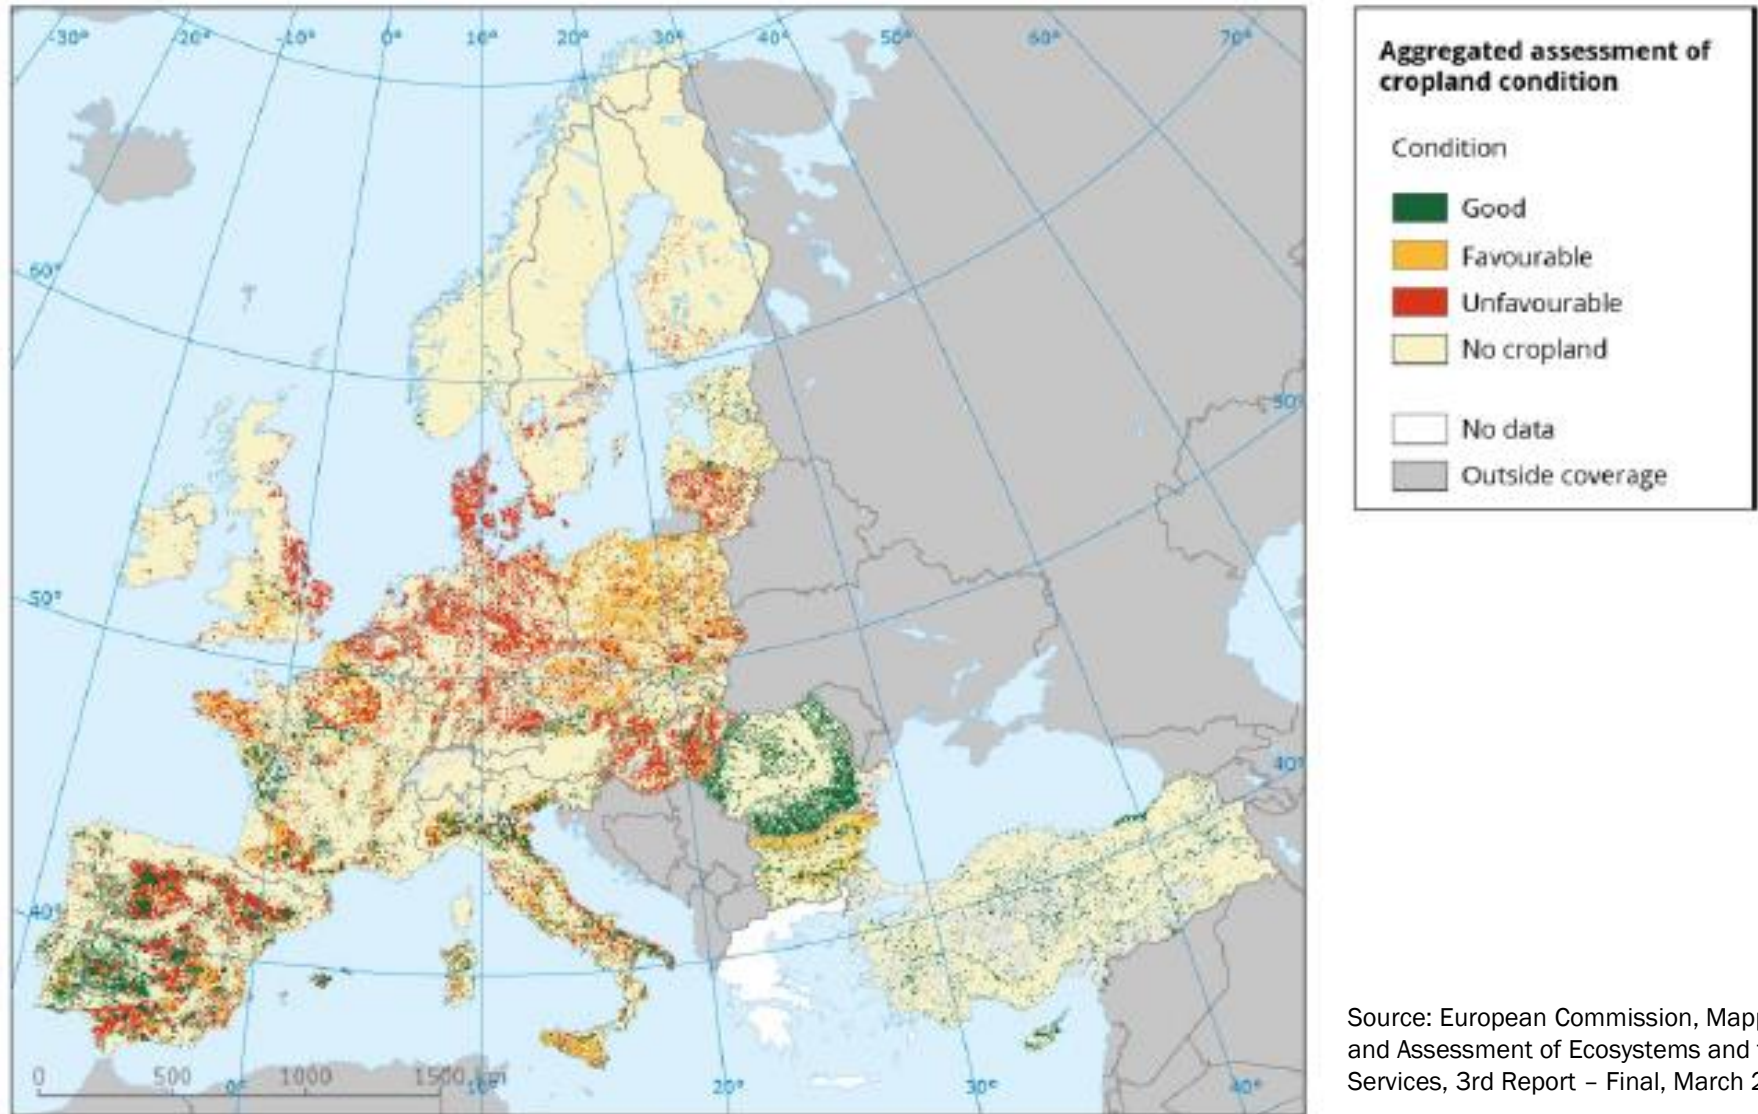 -30° -20° -10° 0° 10° 20° 30° 40° 50° 60° 70°
60°
50°
50°
40°
40°
0 500 1000 1500
0° 10° 20° 30° 40°
Aggregated assessment of
cropland condition
Condition
Good
Favourable
Unfavourable
No cropland
No data
Outside coverage
Source: European Commission, Mapp
and Assessment of Ecosystems and
Services, 3rd Report – Final, March 2